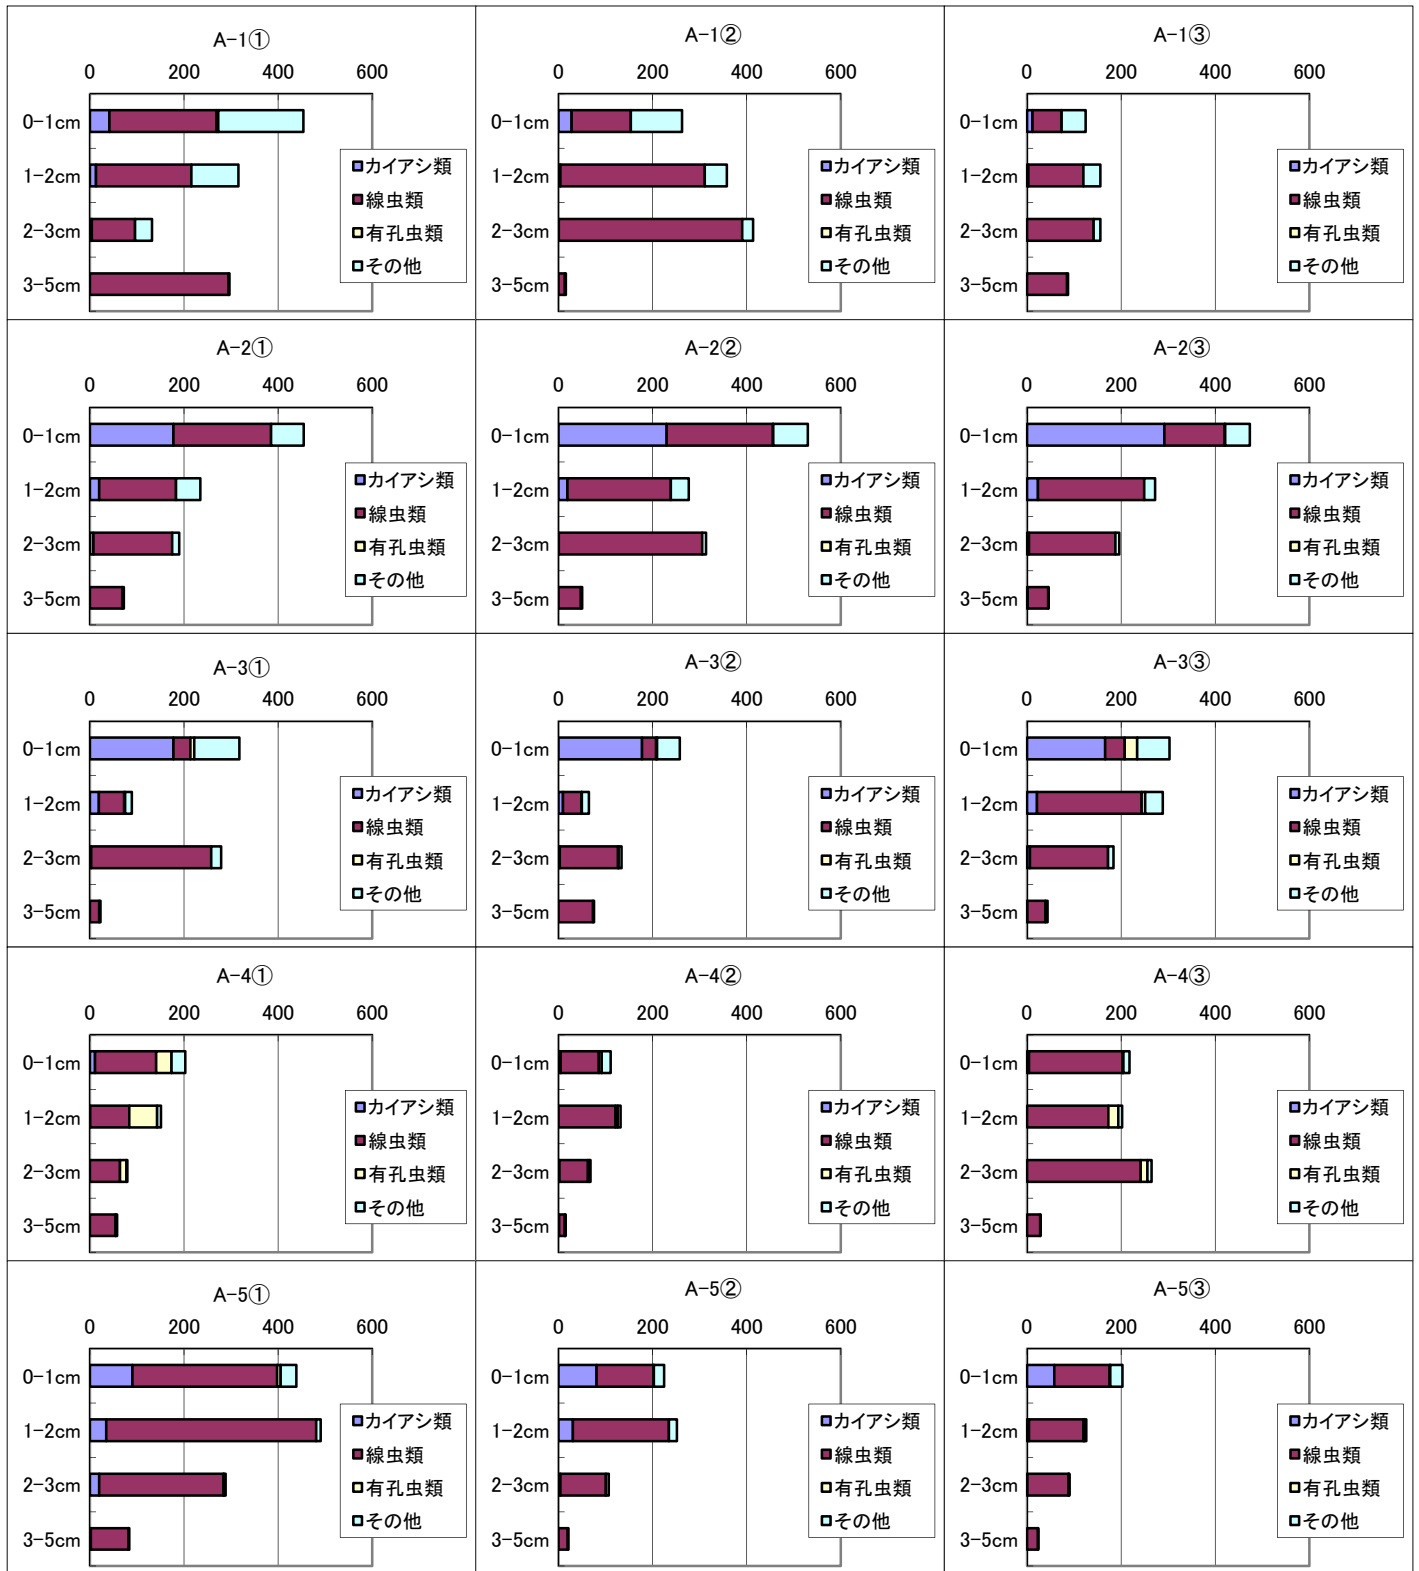 A-1①
0 200 400 600
0-1cm
1-2cm
2-3cm
3-5cm
カイアシ類
線虫類
有孔虫類
その他
A-1②
0 200 400 600
0-1cm
1-2cm
2-3cm
3-5cm
カイアシ類
線虫類
有孔虫類
その他
A-1③
0 200 400 600
0-1cm
1-2cm
2-3cm
3-5cm
カイアシ類
線虫類
有孔虫類
その他
A-2①
0 200 400 600
0-1cm
1-2cm
2-3cm
3-5cm
カイアシ類
線虫類
有孔虫類
その他
A-2②
0 200 400 600
0-1cm
1-2cm
2-3cm
3-5cm
カイアシ類
線虫類
有孔虫類
その他
A-2③
0 200 400 600
0-1cm
1-2cm
2-3cm
3-5cm
カイアシ類
線虫類
有孔虫類
その他
A-3①
0 200 400 600
0-1cm
1-2cm
2-3cm
3-5cm
カイアシ類
線虫類
有孔虫類
その他
A-3②
0 200 400 600
0-1cm
1-2cm
2-3cm
3-5cm
カイアシ類
線虫類
有孔虫類
その他
A-3③
0 200 400 600
0-1cm
1-2cm
2-3cm
3-5cm
カイアシ類
線虫類
有孔虫類
その他
A-4①
0 200 400 600
0-1cm
1-2cm
2-3cm
3-5cm
カイアシ類
線虫類
有孔虫類
その他
A-4②
0 200 400 600
0-1cm
1-2cm
2-3cm
3-5cm
カイアシ類
線虫類
有孔虫類
その他
A-4③
0 200 400 600
0-1cm
1-2cm
2-3cm
3-5cm
カイアシ類
線虫類
有孔虫類
その他
A-5①
0 200 400 600
0-1cm
1-2cm
2-3cm
3-5cm
カイアシ類
線虫類
有孔虫類
その他
A-5②
0 200 400 600
0-1cm
1-2cm
2-3cm
3-5cm
カイアシ類
線虫類
有孔虫類
その他
A-5③
0 200 400 600
0-1cm
1-2cm
2-3cm
3-5cm
カイアシ類
線虫類
有孔虫類
その他